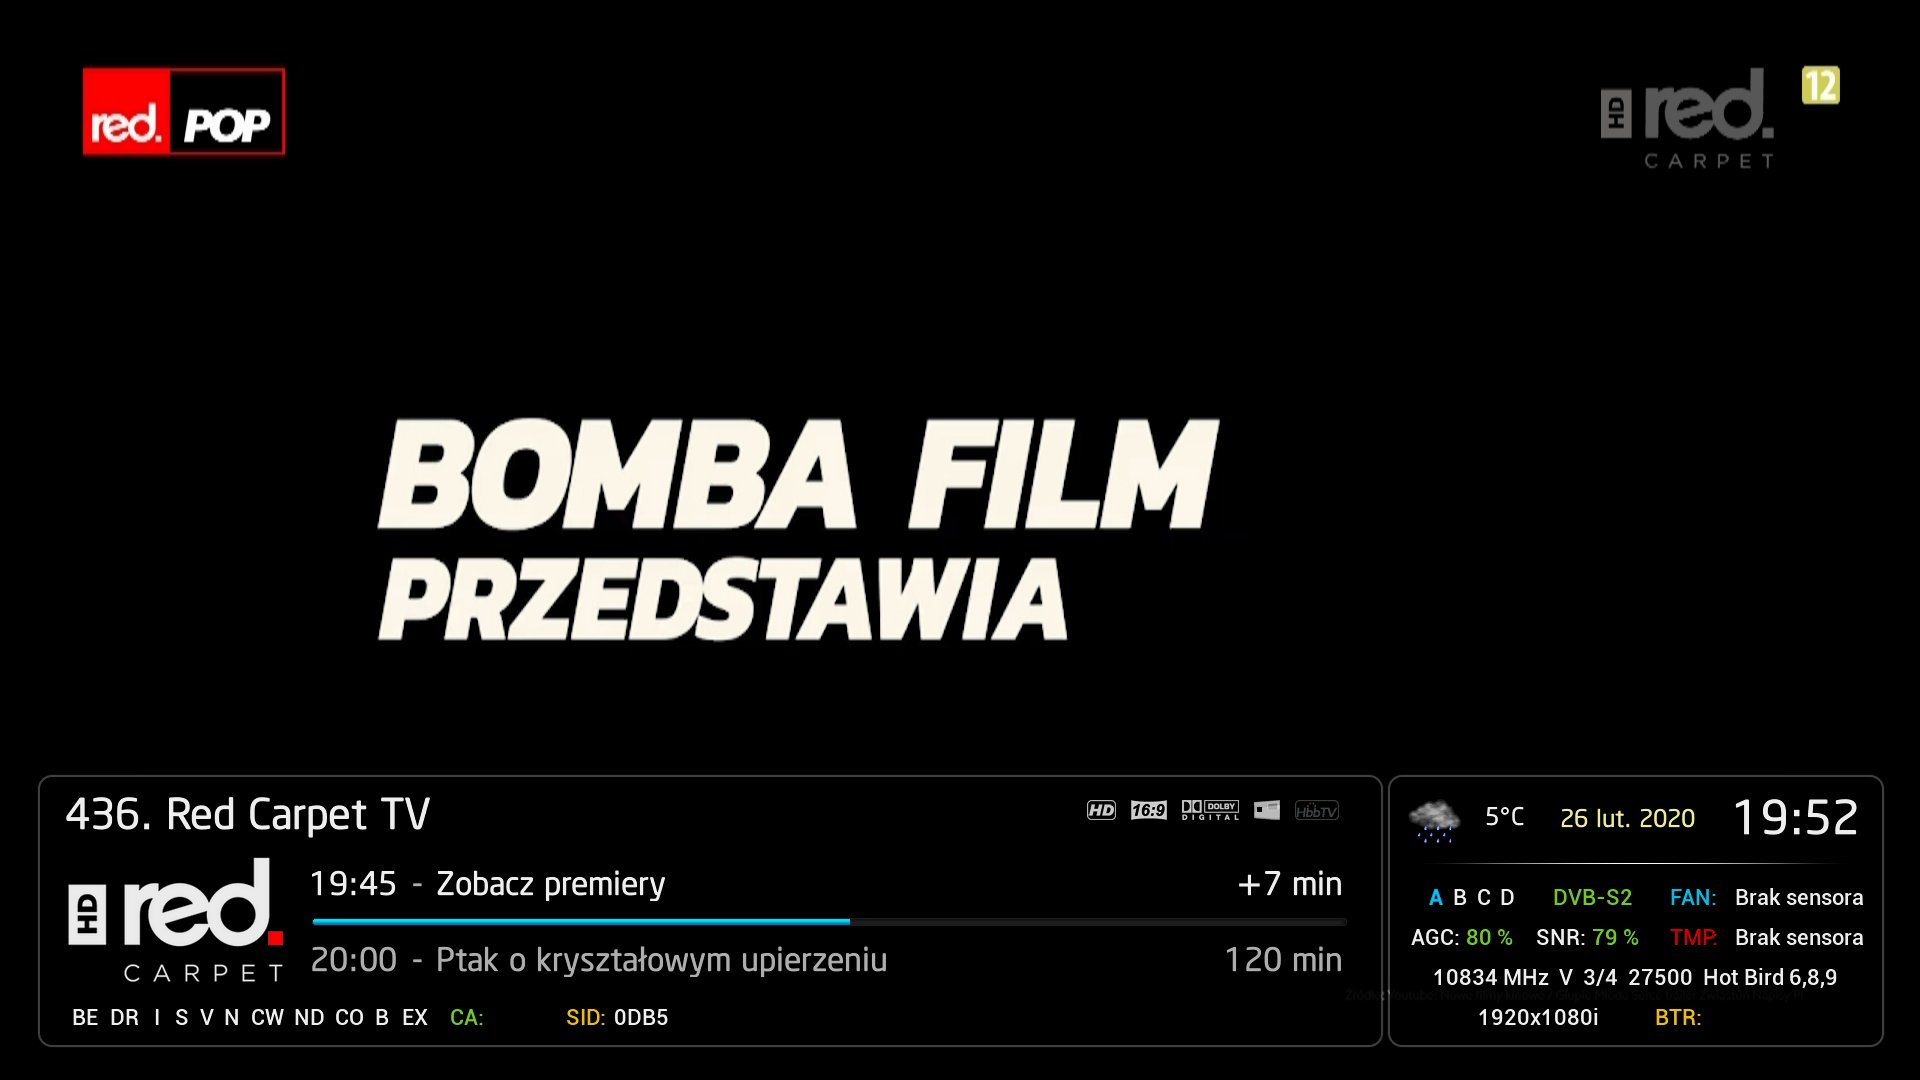 red. POP
HD red. 12
CARPET
BOMBA FILM
PRZEDSTAWIA
436. Red Carpet TV
HD 16:9 DOLBY DIGITAL HbbTV
5°C 26 lut. 2020 19:52
HD red.
CARPET
19:45 - Zobacz premiery +7 min
20:00 - Ptak o kryształowym upierzeniu 120 min
BE DR I S V N CW ND CO B EX CA: SID: 0DB5
A B C D DVB-S2 FAN: Brak sensora
AGC: 80 % SNR: 79 % TMP: Brak sensora
10834 MHz V 3/4 27500 Hot Bird 6,8,9
1920x1080i BTR: